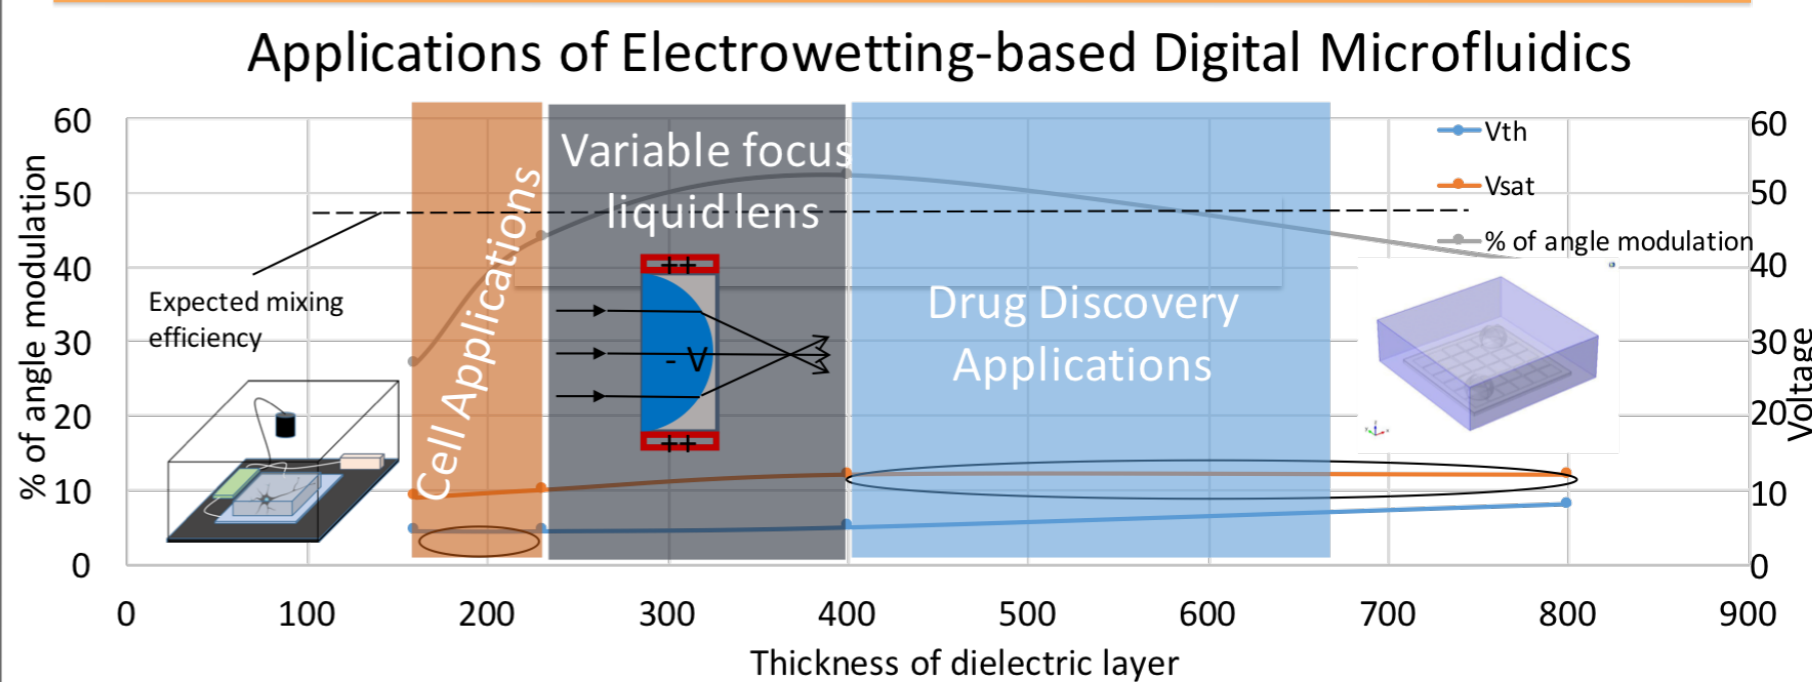 Applications of Electrowetting-based Digital Microfluidics
% of angle modulation
60
50
40
30
20
10
0
Expected mixing
efficiency
Cell Applications
Variable focus
liquid lens
++
- V
++
Drug Discovery
Applications
Vth
Vsat
% of angle modulation
60
50
40
30
20
10
0
Voltage
0 100 200 300 400 500 600 700 800 900
Thickness of dielectric layer